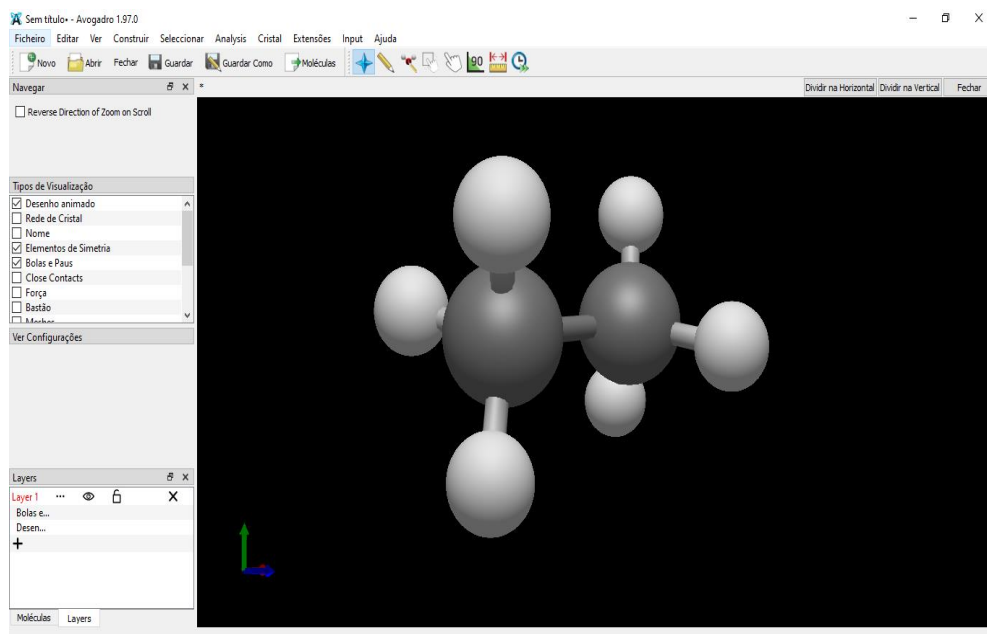 Sem título• - Avogadro 1.97.0
Ficheiro Editar Ver Construir Seleccionar Analysis Cristal Extensões Input Ajuda
Novo Abrir Fechar Guardar Guardar Como Moléculas 90
Navegar
*
Dividir na Horizontal Dividir na Vertical Fechar
Reverse Direction of Zoom on Scroll
Tipos de Visualização
Desenho animado
Rede de Cristal
Nome
Elementos de Simetria
Bolas e Paus
Close Contacts
Força
Bastão
Ver Configurações
Layers
Layer 1 ...
Bolas e...
Desen...
Moléculas Layers